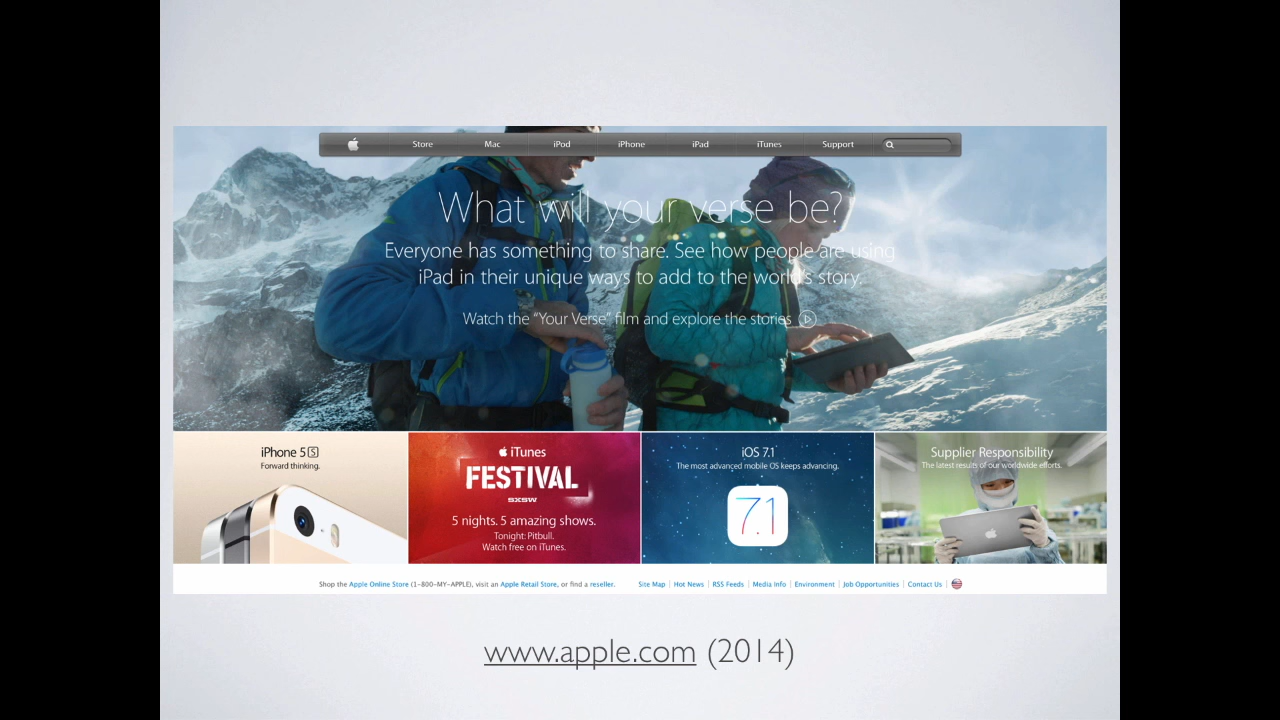 Store Mac iPod iPhone iPad iTunes Support
What will your verse be?
Everyone has something to share. See how people are using
iPad in their unique ways to add to the world's story.
Watch the “Your Verse” film and explore the stories
iPhone 5S
Forward thinking.
iTunes
FESTIVAL
SXSW
5 nights. 5 amazing shows.
Tonight: Pitbull.
Watch free on iTunes.
iOS 7.1
The most advanced mobile OS keeps advancing.
7.1
Supplier Responsibility
The latest results of our worldwide efforts.
Shop the Apple Online Store (1-800-MY-APPLE), visit an Apple Retail Store, or find a reseller.
Site Map | Hot News | RSS Feeds | Media Info | Environment | Job Opportunities | Contact Us |
www.apple.com (2014)